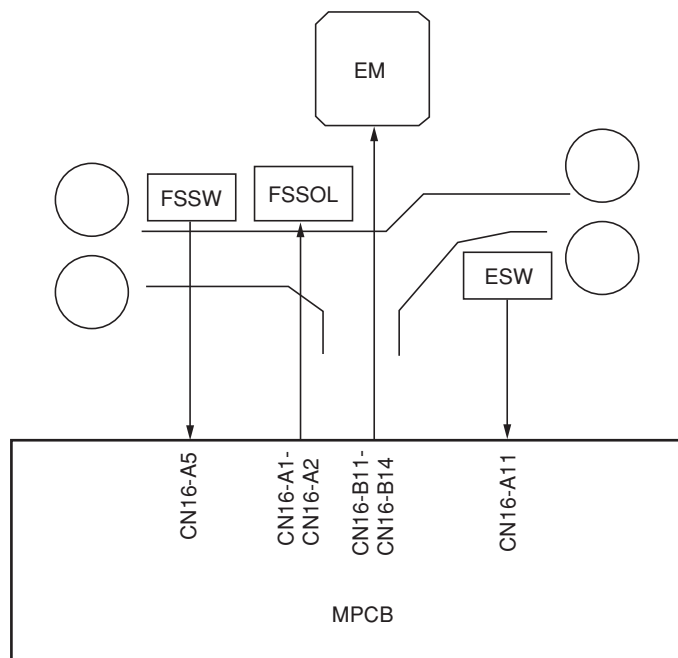 EM
FSSW
FSSOL
ESW
CN16-A5
CN16-A1-
CN16-A2
CN16-B11-
CN16-B14
CN16-A11
MPCB